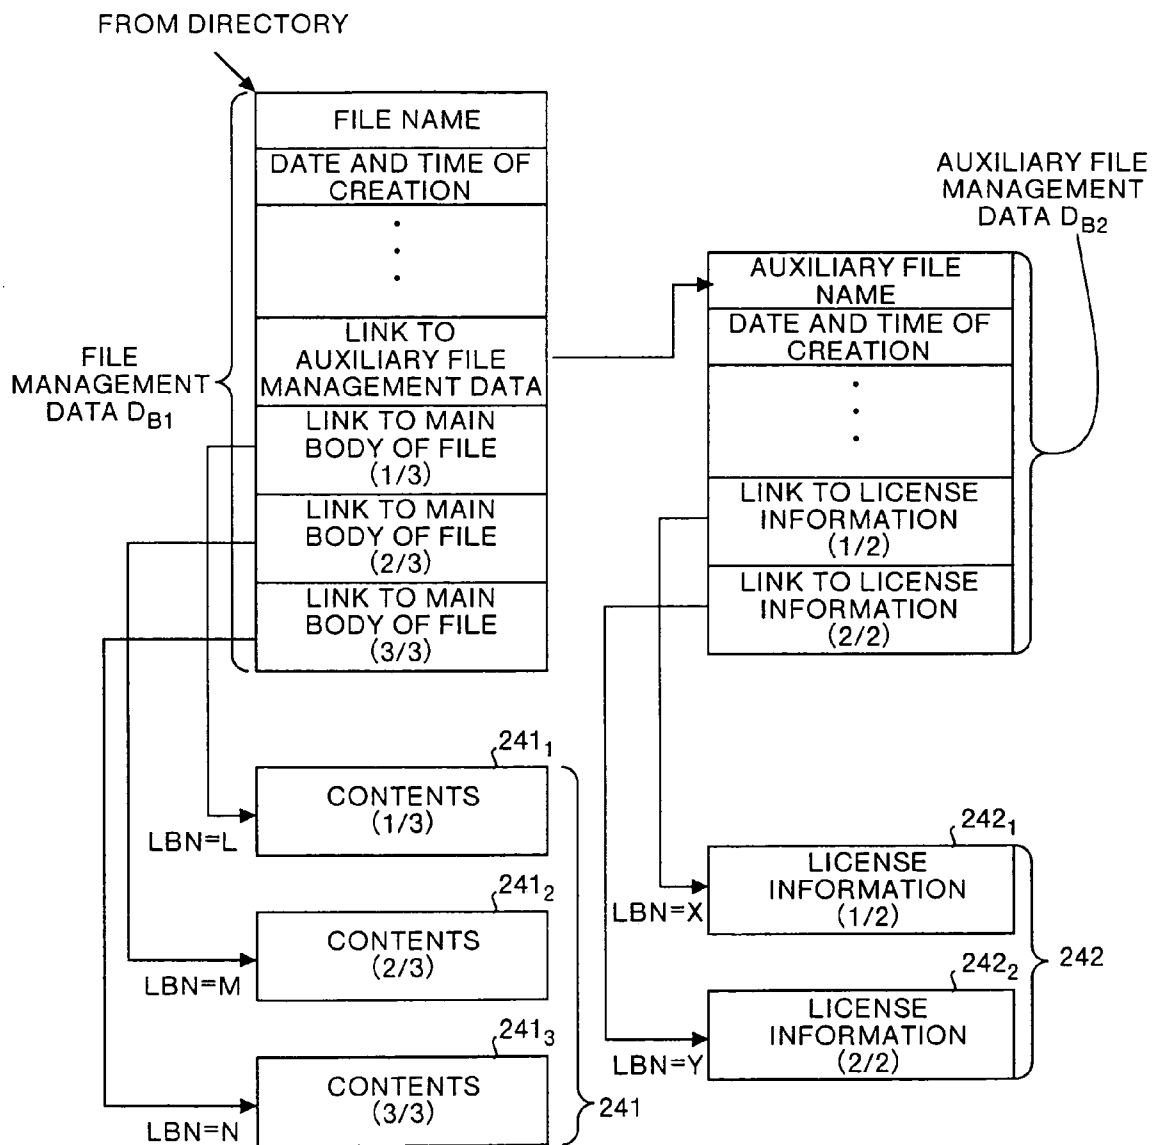 FROM DIRECTORY
FILE NAME
DATE AND TIME OF
CREATION
LINK TO
AUXILIARY FILE
MANAGEMENT DATA
LINK TO MAIN
BODY OF FILE
(1/3)
LINK TO MAIN
BODY OF FILE
(2/3)
LINK TO MAIN
BODY OF FILE
(3/3)
FILE
MANAGEMENT
DATA DB1
AUXILIARY FILE
MANAGEMENT
DATA DB2
AUXILIARY FILE
NAME
DATE AND TIME OF
CREATION
LINK TO LICENSE
INFORMATION
(1/2)
LINK TO LICENSE
INFORMATION
(2/2)
241₁
CONTENTS
(1/3)
LBN=L
241₂
CONTENTS
(2/3)
LBN=M
241₃
CONTENTS
(3/3)
LBN=N
241
242₁
LICENSE
INFORMATION
(1/2)
LBN=X
242₂
LICENSE
INFORMATION
(2/2)
LBN=Y
242